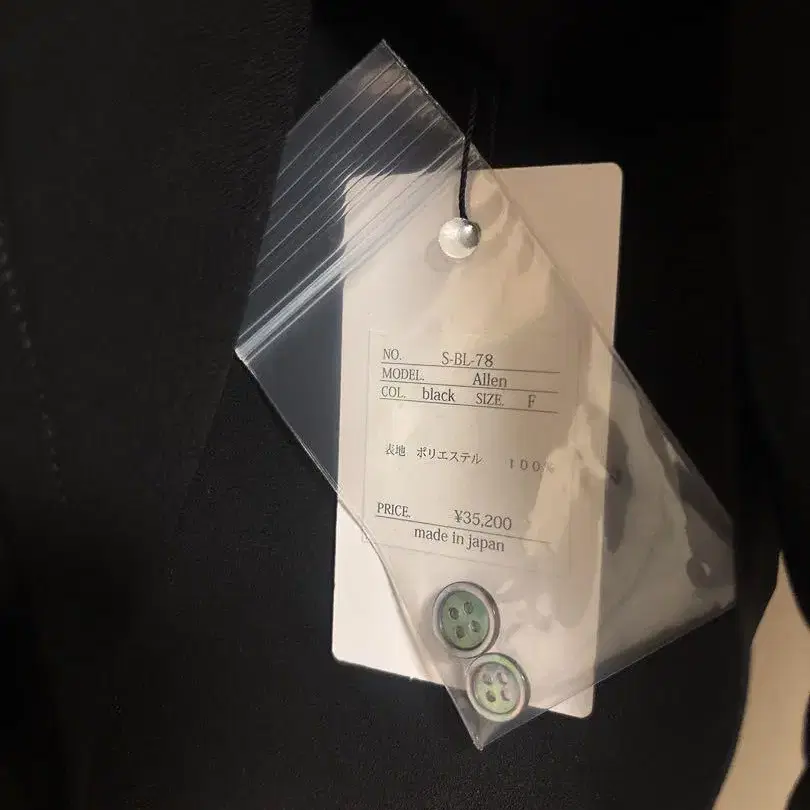 NO. S-BL-78
MODEL. Allen
COL. black SIZE. F
表地 ポリエステル 100%
PRICE. ¥35,200
made in japan